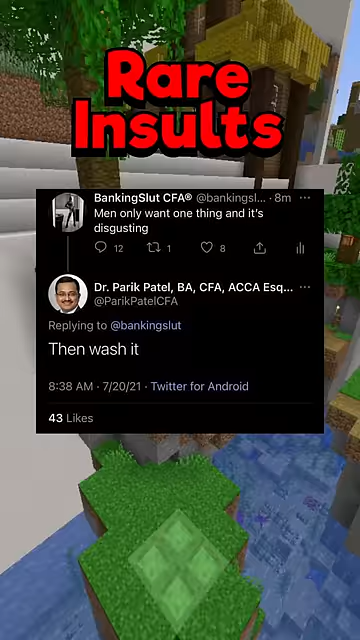 Rare
Insults
BankingSlut CFA® @bankingsl... · 8m ...
Men only want one thing and it's
disgusting
12 1 8
Dr. Parik Patel, BA, CFA, ACCA Esq... ...
@ParikPatelCFA
Replying to @bankingslut
Then wash it
8:38 AM · 7/20/21 · Twitter for Android
43 Likes